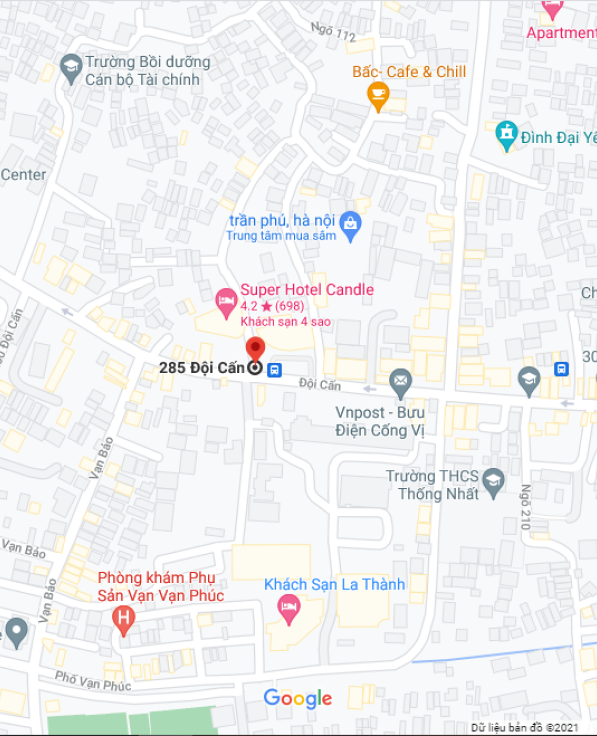 Ngõ 112
Apartment
Trường Bồi dưỡng
Cán bộ Tài chính
Bấc- Cafe & Chill
Đình Đại Yê
Center
trần phú, hà nội
Trung tâm mua sắm
Super Hotel Candle
4.2 ★ (698)
Khách sạn 4 sao
Ch
Đội Cấn
285 Đội Cấn
30
Đội Cấn
Vnpost - Bưu
Điện Cống Vị
Vạn Bảo
Trường THCS
Thống Nhất
Ngõ 210
Vạn Bảo
Phòng khám Phụ
Sản Vạn Vạn Phúc
Khách Sạn La Thành
H
Vạn Bảo
e
Phố Vạn Phúc
Google
Dữ liệu bản đồ ©2021